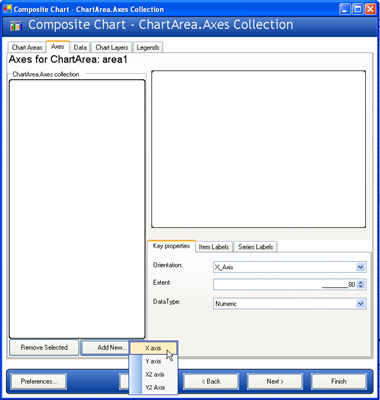 Composite Chart - ChartArea.Axes Collection
Composite Chart - ChartArea.Axes Collection
Chart Areas Axes Data Chart Layers Legends
Axes for ChartArea: area1
ChartArea.Axes collection
Key properties Item Labels Series Labels
Orientation: X_Axis
Extent: ________80
DataType: Numeric
Remove Selected Add New... X axis
Y axis
X2 axis
Y2 Axis
Preferences... < Back Next > Finish